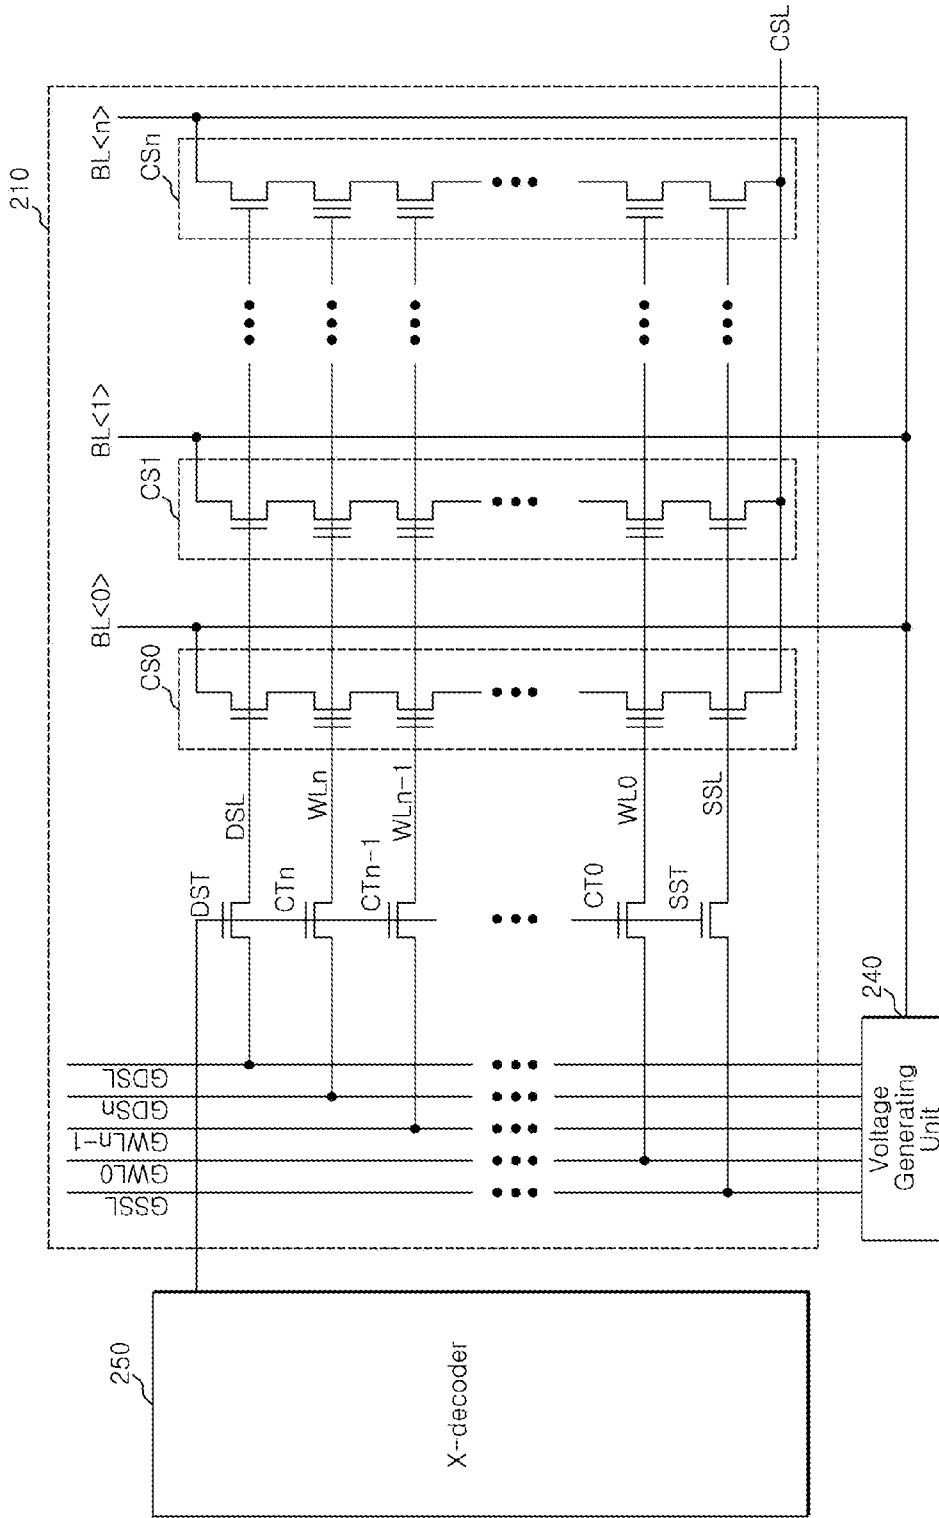 210
BL<0>
BL<1>
BL<n>
CS0
CS1
CSn
250
X-decoder
GSSL
GWL0
GWLn-1
GDSn
GDSL
DST
DSL
CTn
WLn
CTn-1
WLn-1
CT0
WL0
SST
SSL
CSL
240
Voltage
Generating
Unit